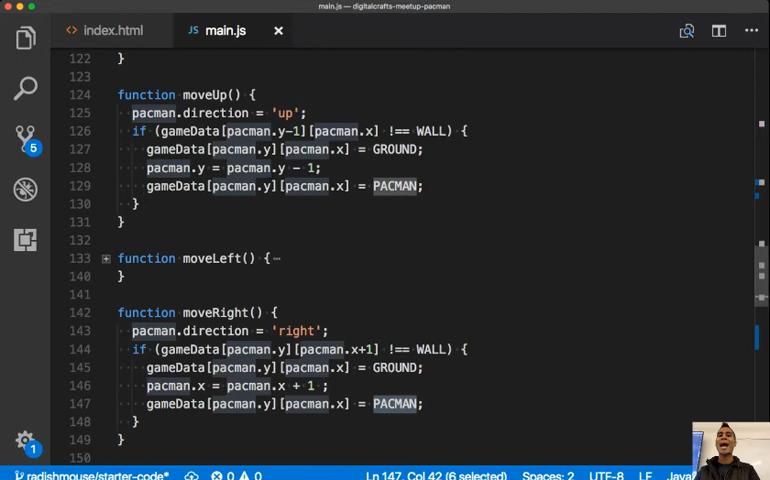 main.js — digitalcrafts-meetup-pacman
<> index.html JS main.js ×
122 }
123
124 function moveUp() {
125 pacman.direction = 'up';
126 if (gameData[pacman.y-1][pacman.x] !== WALL) {
127 gameData[pacman.y][pacman.x] = GROUND;
128 pacman.y = pacman.y - 1;
129 gameData[pacman.y][pacman.x] = PACMAN;
130 }
131 }
132
133 function moveLeft() { ⋯
140 }
141
142 function moveRight() {
143 pacman.direction = 'right';
144 if (gameData[pacman.y][pacman.x+1] !== WALL) {
145 gameData[pacman.y][pacman.x] = GROUND;
146 pacman.x = pacman.x + 1 ;
147 gameData[pacman.y][pacman.x] = PACMAN;
148 }
149 }
150
5
1
radishmouse/starter-code* 0 0 Ln 147, Col 42 (6 selected) Spaces: 2 UTF-8 LF